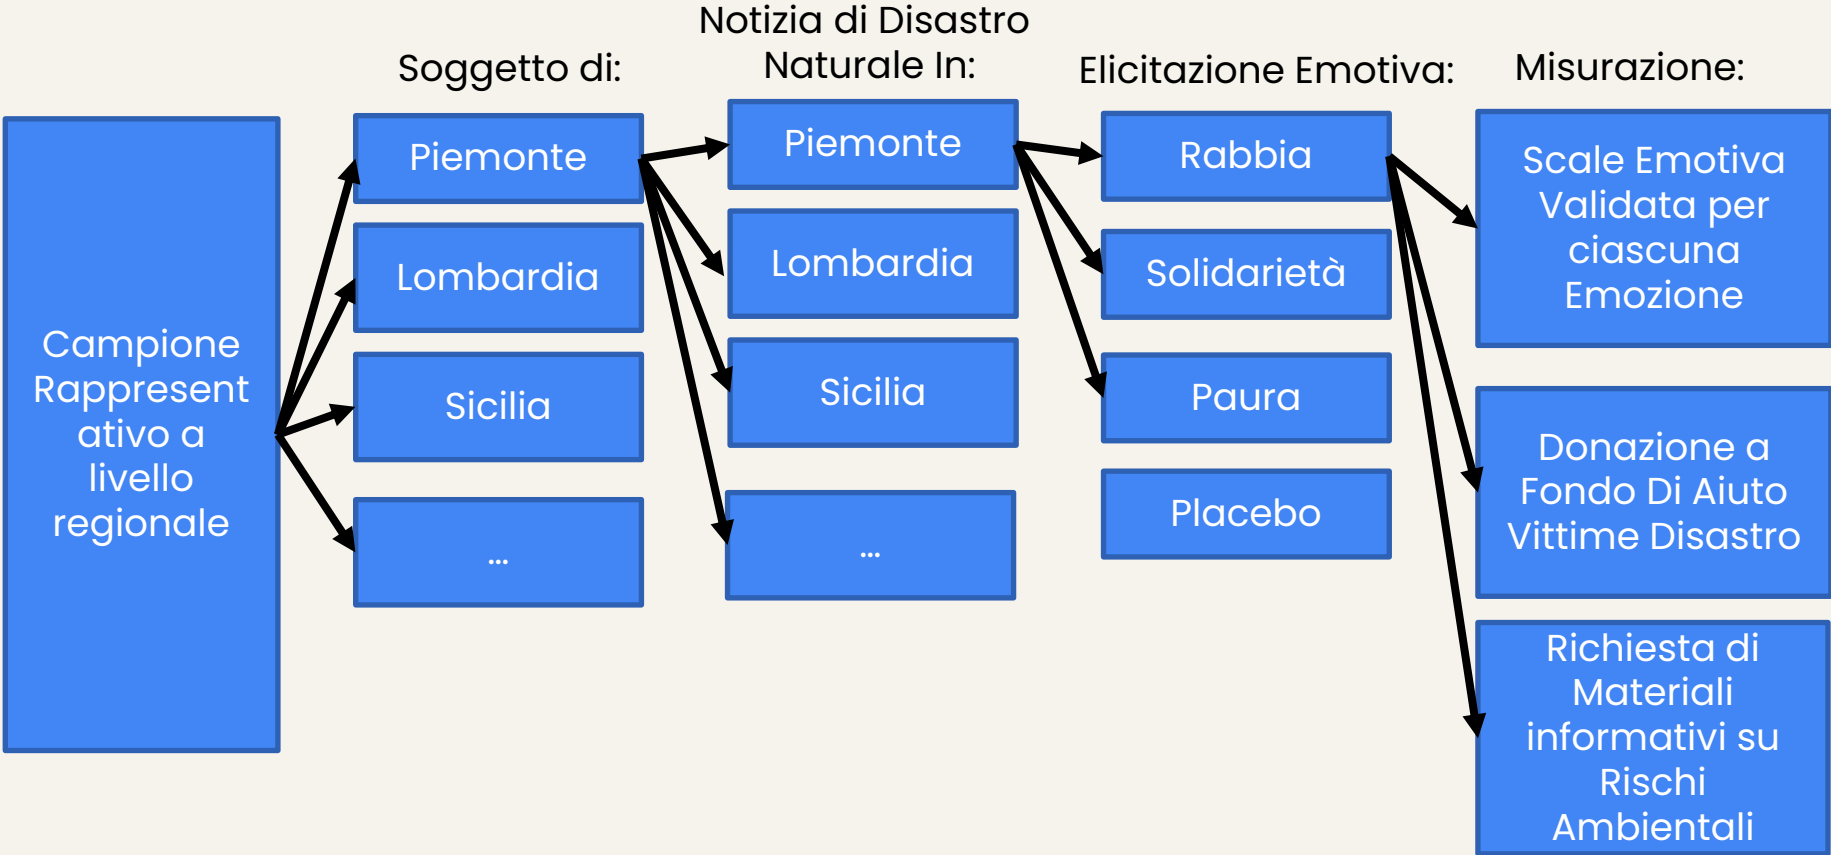 Soggetto di:
Notizia di Disastro
Naturale In:
Elicitazione Emotiva:
Misurazione:
Campione
Rappresent
ativo a
livello
regionale
Piemonte
Lombardia
Sicilia
...
Piemonte
Lombardia
Sicilia
...
Rabbia
Solidarietà
Paura
Placebo
Scale Emotiva
Validata per
ciascuna
Emozione
Donazione a
Fondo Di Aiuto
Vittime Disastro
Richiesta di
Materiali
informativi su
Rischi
Ambientali